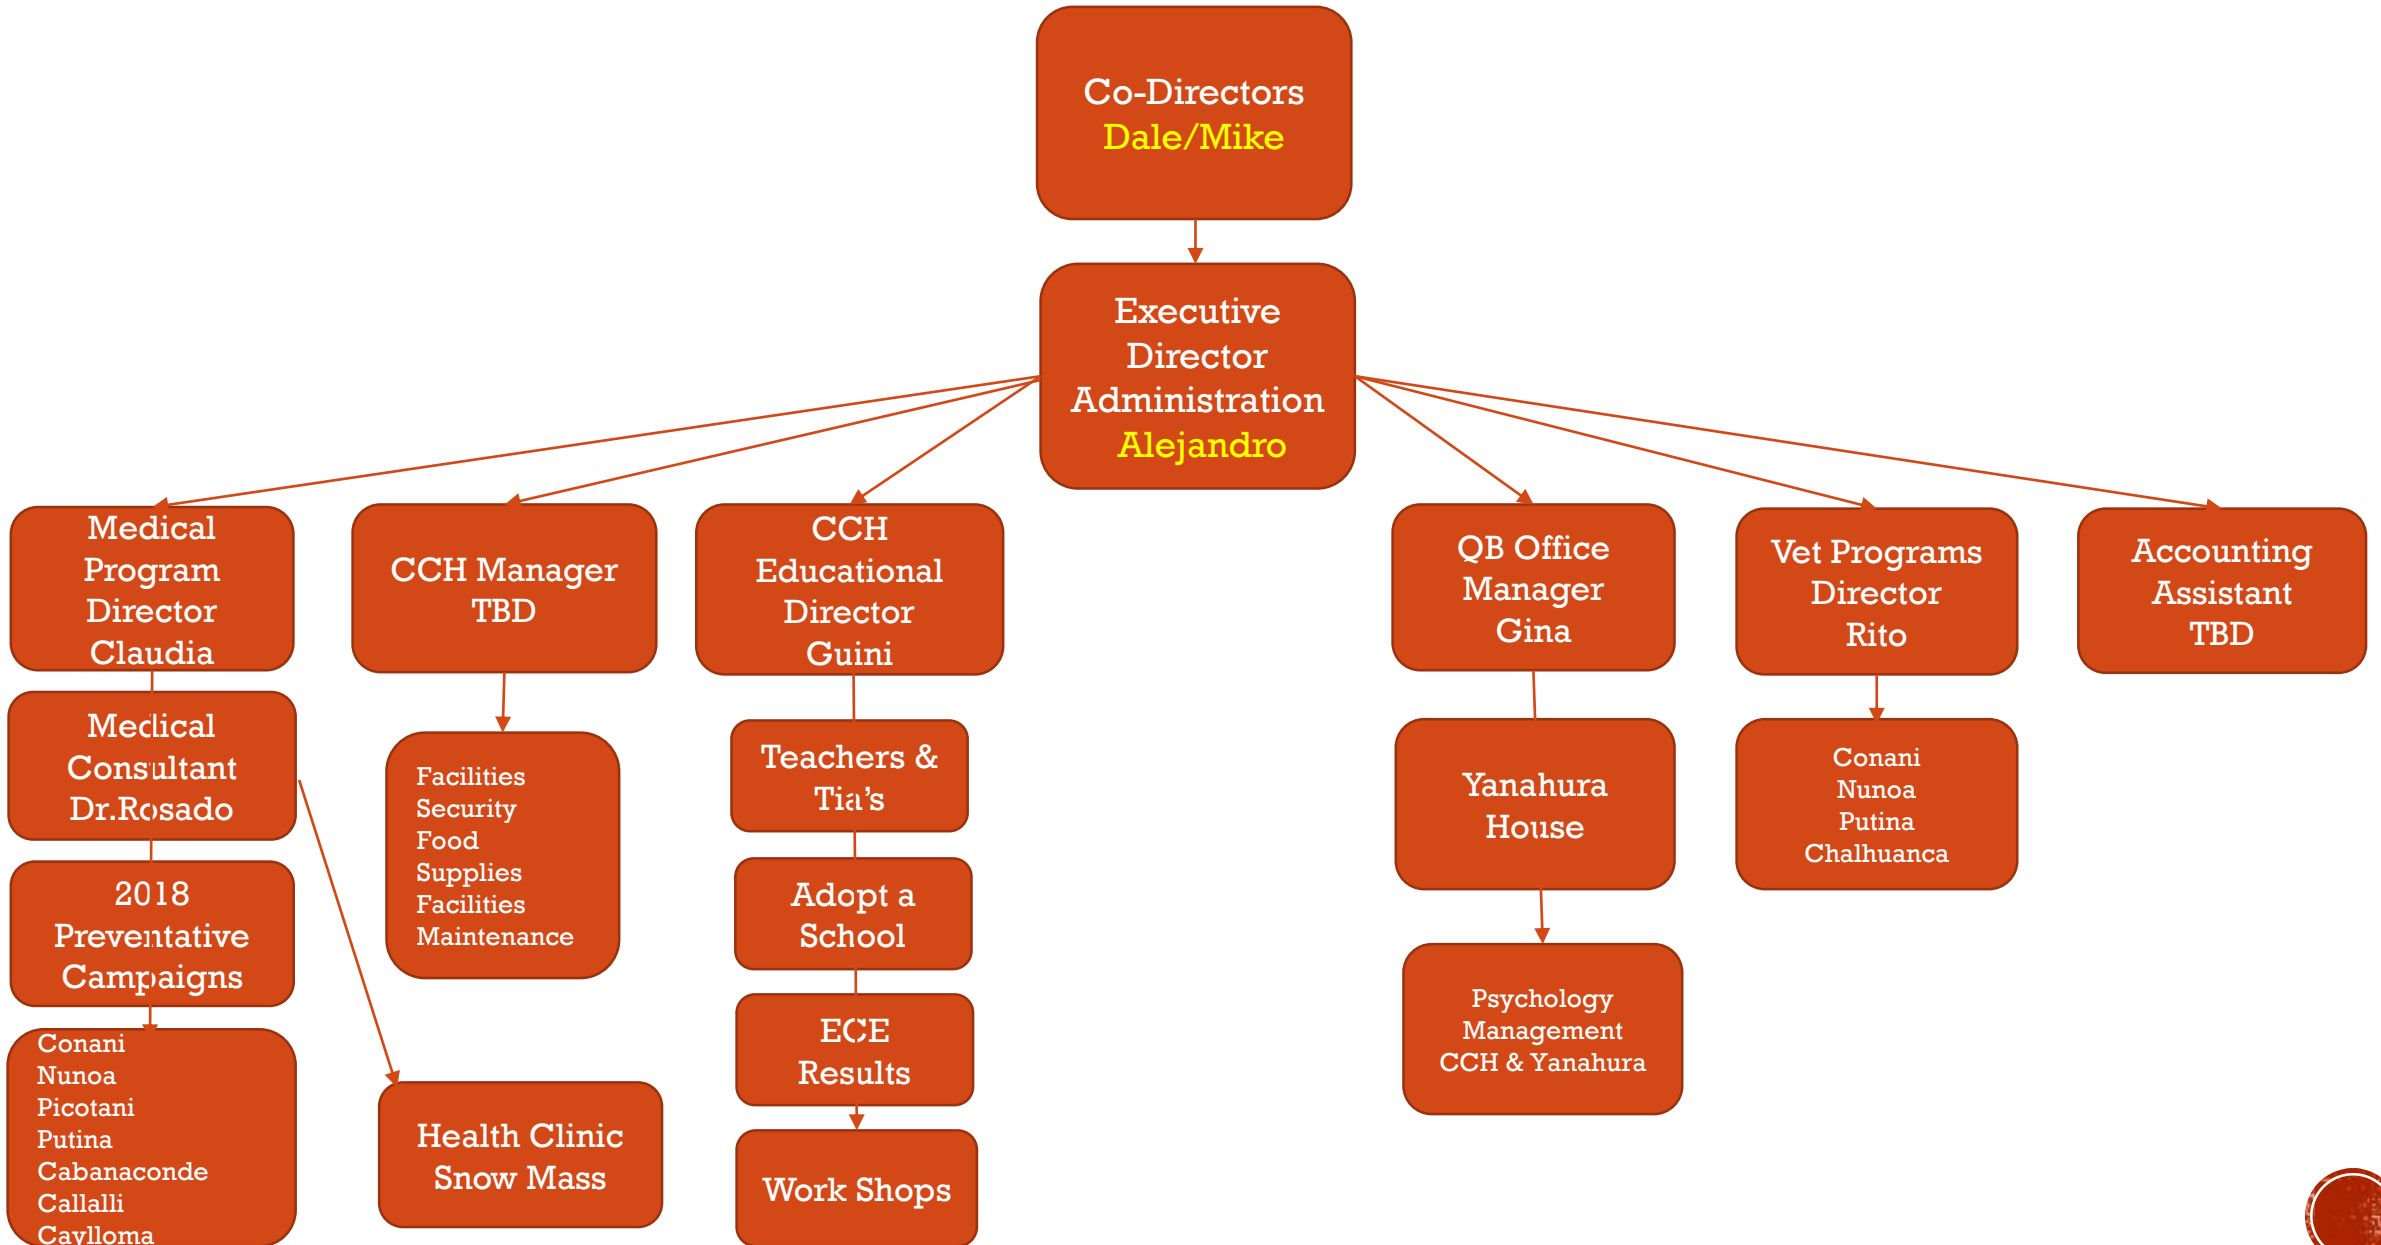 Co-Directors
Dale/Mike
Executive
Director
Administration
Alejandro
Medical
Program
Director
Claudia
CCH Manager
TBD
CCH
Educational
Director
Guini
QB Office
Manager
Gina
Vet Programs
Director
Rito
Accounting
Assistant
TBD
Medical
Consultant
Dr.Rosado
Facilities
Security
Food
Supplies
Facilities
Maintenance
Teachers &
Tia's
Yanahura
House
Conani
Nunoa
Putina
Chalhuanca
2018
Preventative
Campaigns
Adopt a
School
Psychology
Management
CCH & Yanahura
ECE
Results
Conani
Nunoa
Picotani
Putina
Cabanaconde
Callalli
Caylloma
Health Clinic
Snow Mass
Work Shops